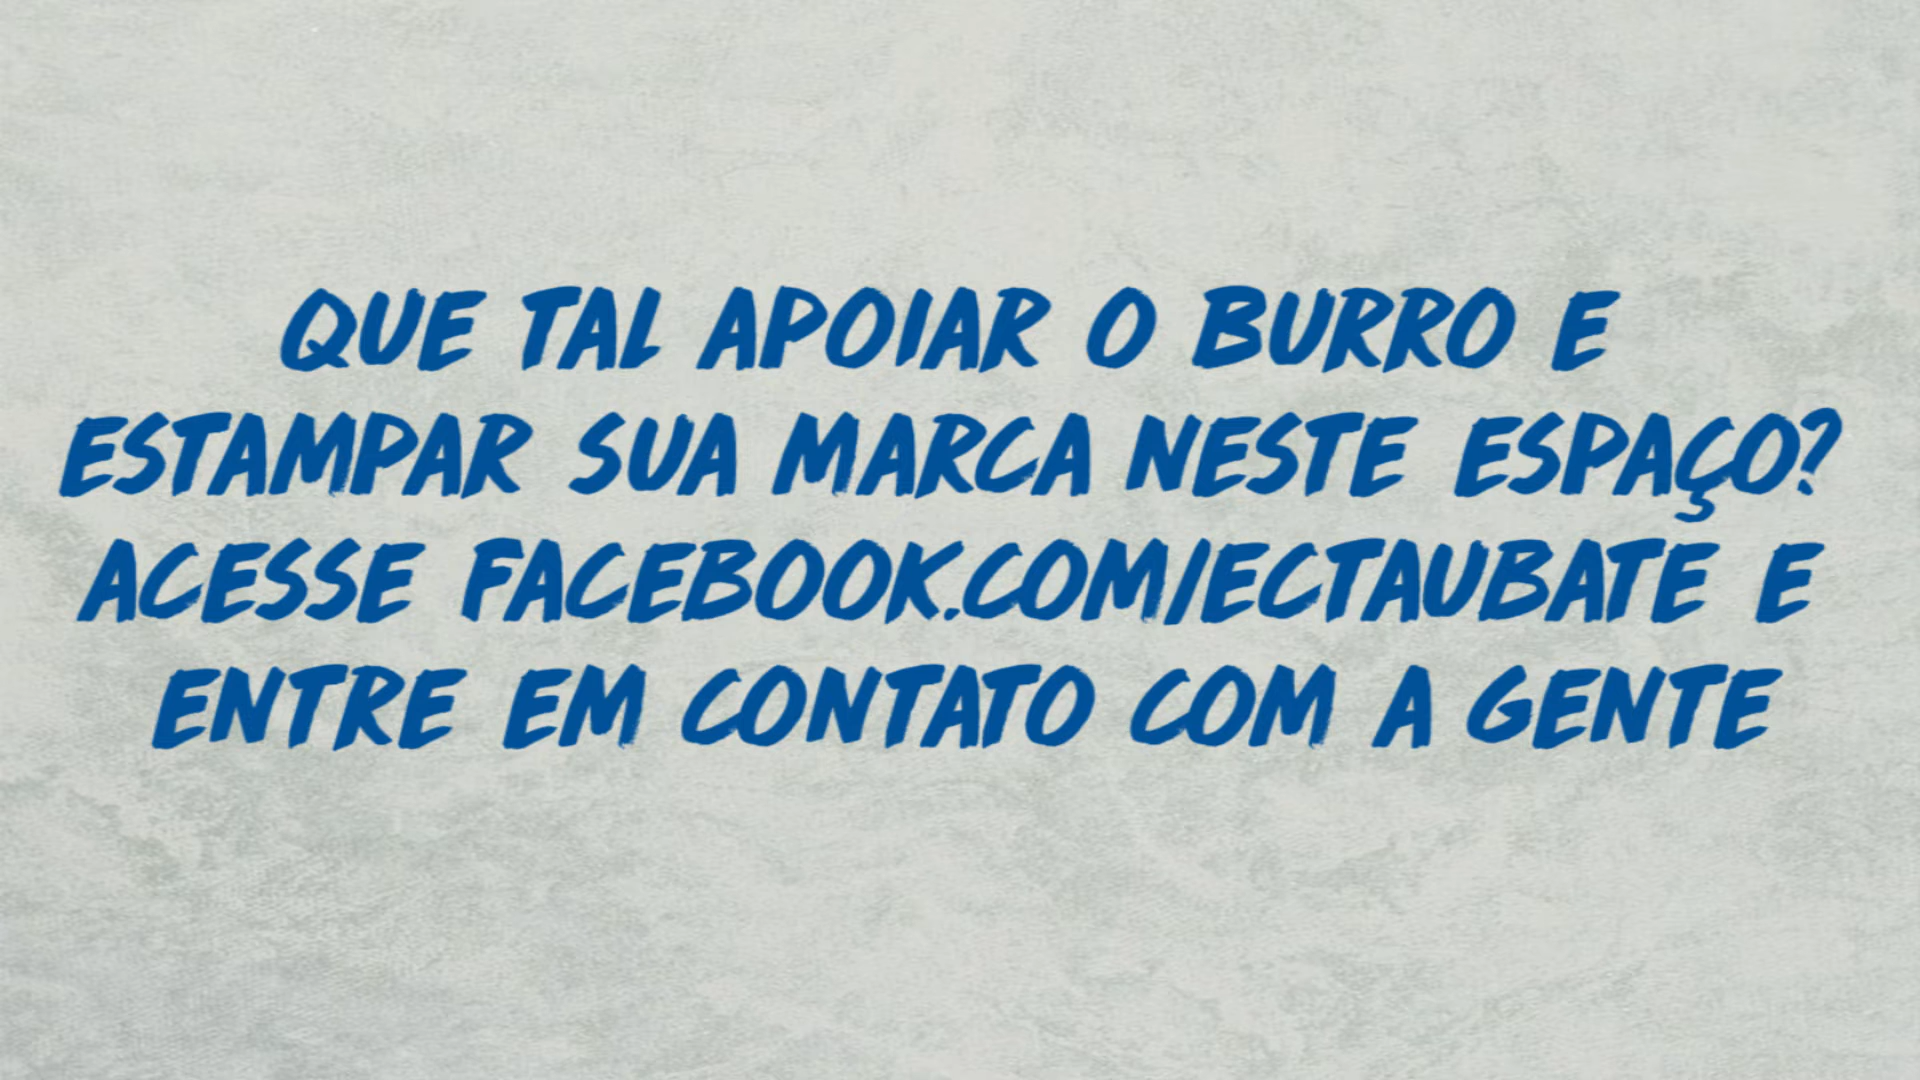 QUE TAL APOIAR O BURRO E
ESTAMPAR SUA MARCA NESTE ESPAÇO?
ACESSE FACEBOOK.COM/ECTAUBATE E
ENTRE EM CONTATO COM A GENTE